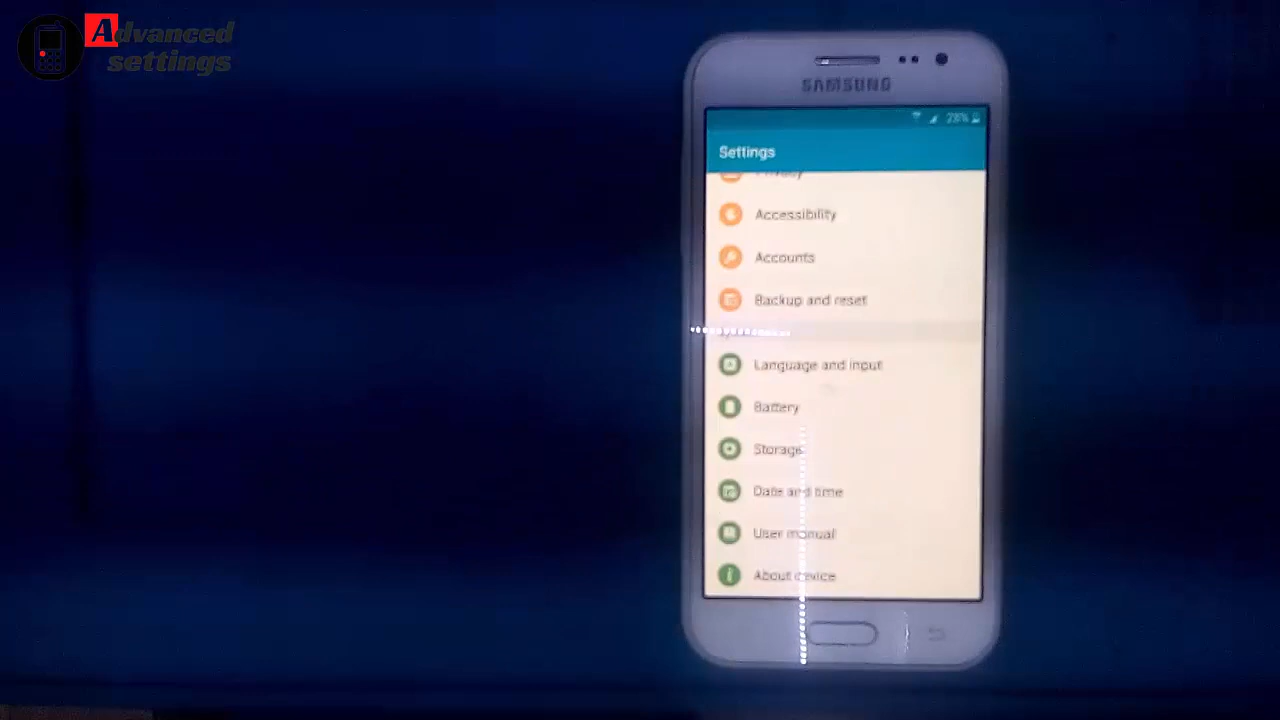 Advanced
settings
SAMSUNG
Settings
Privacy
Accessibility
Accounts
Backup and reset
Language and input
Battery
Storage
Date and time
User manual
About device